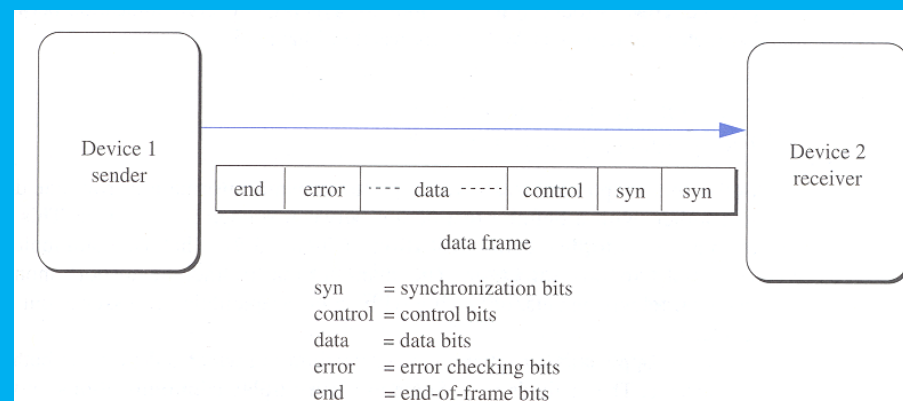 Device 1
sender
Device 2
receiver
end error data control syn syn
data frame
syn = synchronization bits
control = control bits
data = data bits
error = error checking bits
end = end-of-frame bits